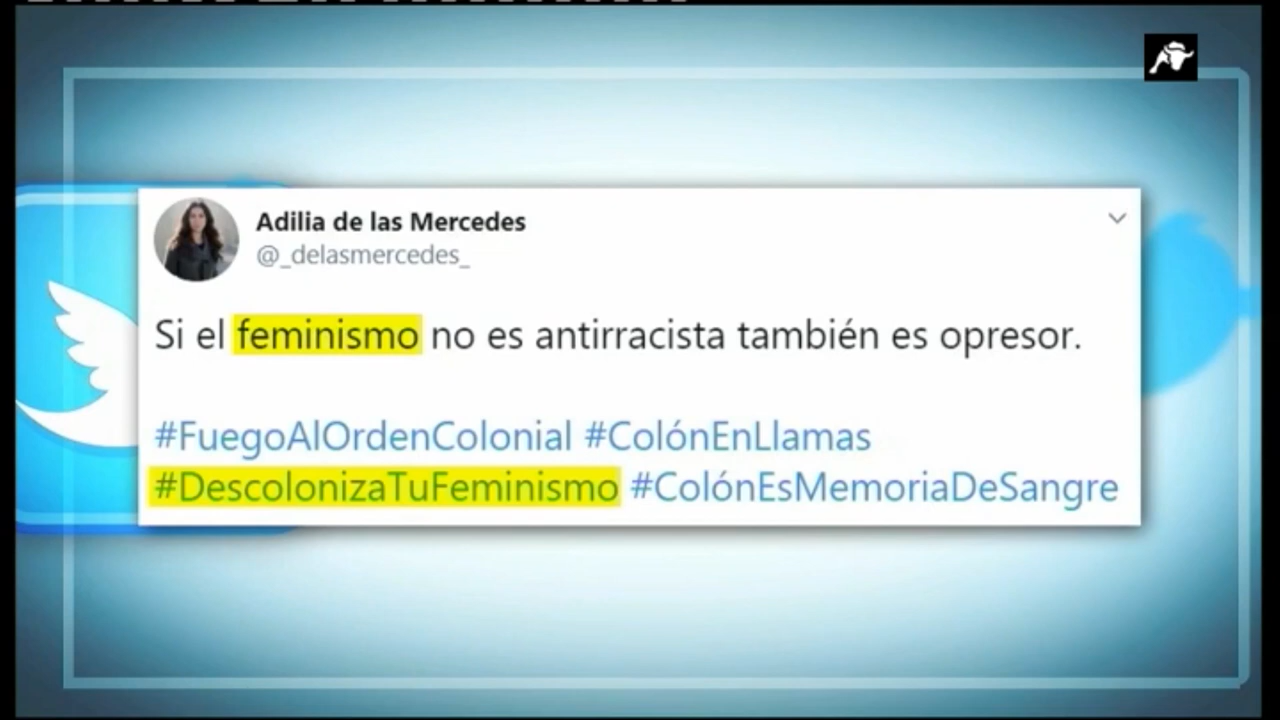 Adilia de las Mercedes
@_delasmercedes_
Si el feminismo no es antirracista también es opresor.
#FuegoAlOrdenColonial #ColónEnLlamas
#DescolonizaTuFeminismo #ColónEsMemoriaDeSangre